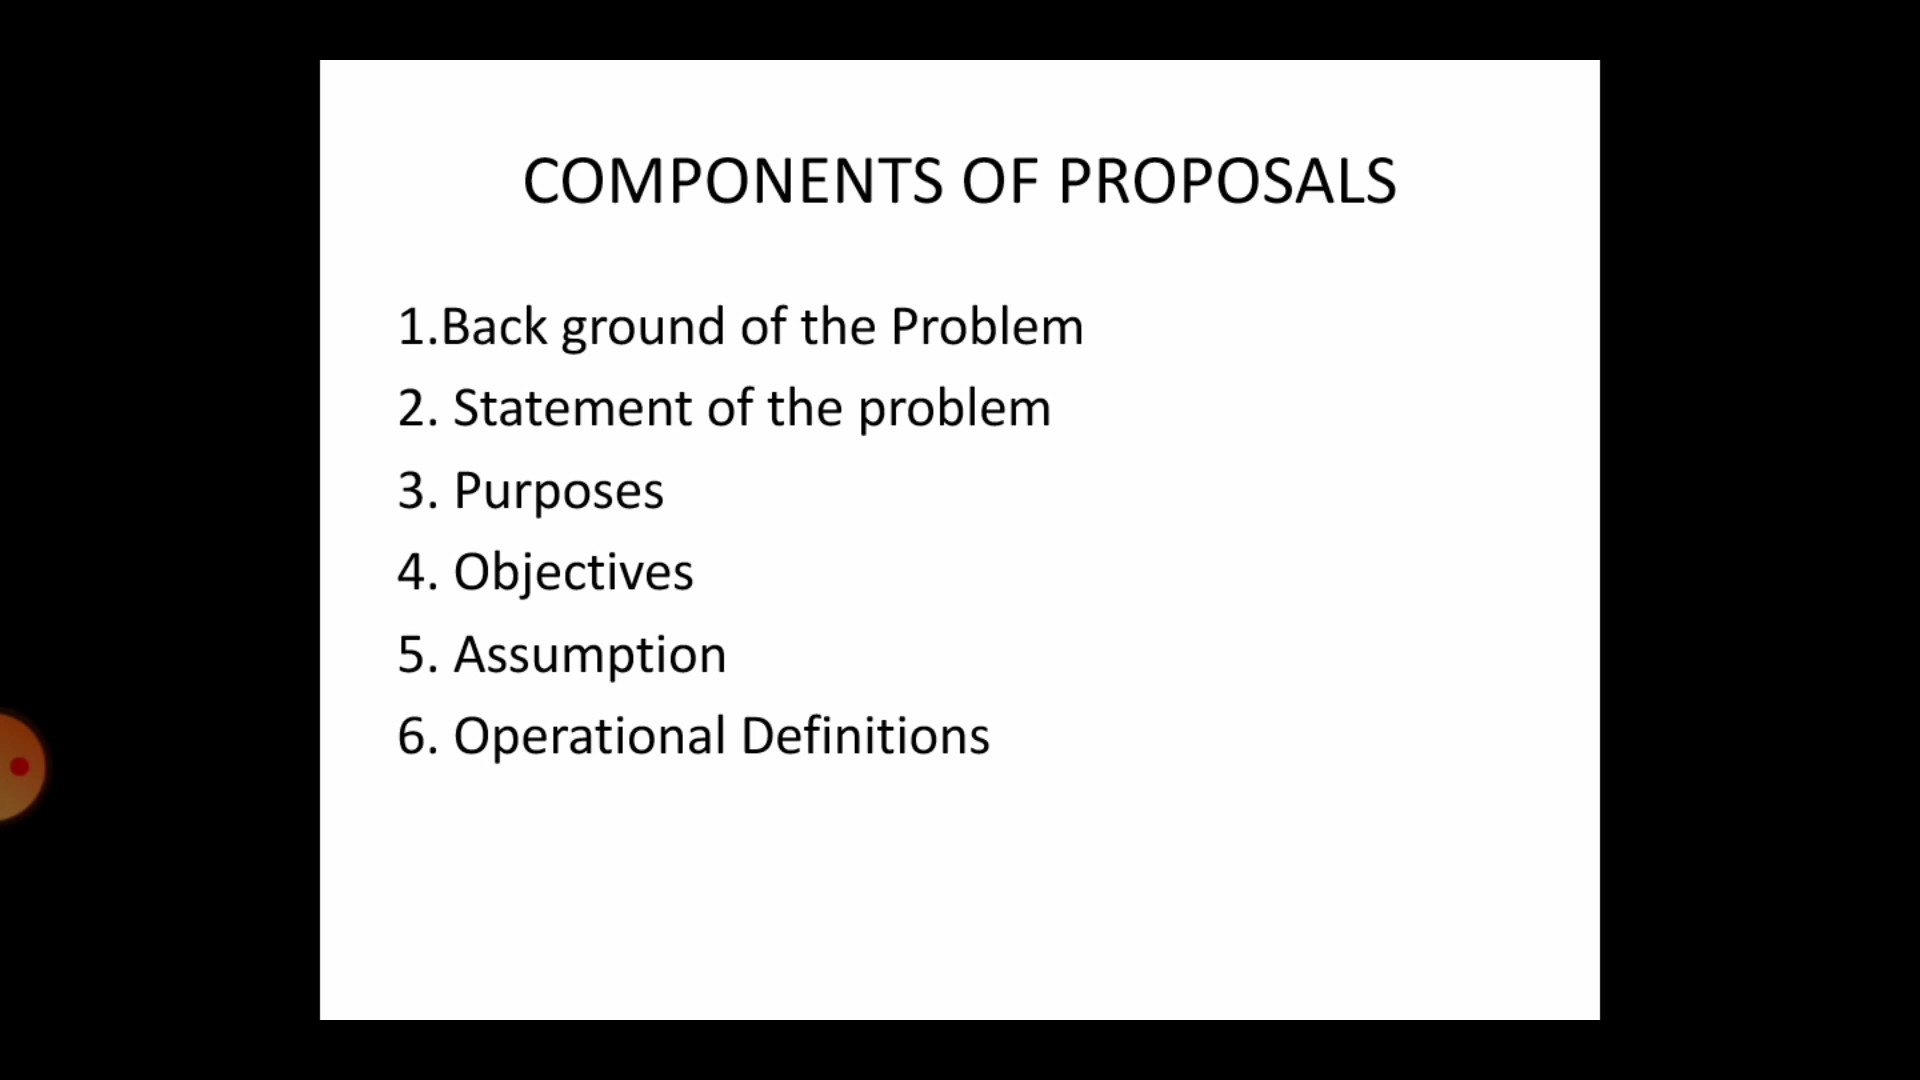 COMPONENTS OF PROPOSALS
1.Back ground of the Problem
2. Statement of the problem
3. Purposes
4. Objectives
5. Assumption
6. Operational Definitions